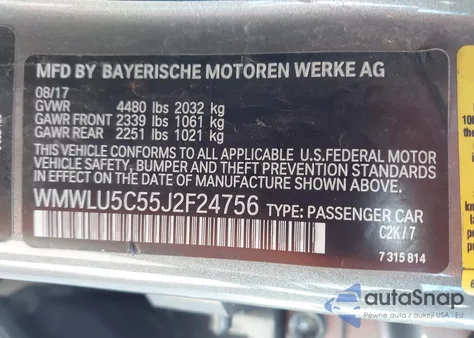 MFD BY BAYERISCHE MOTOREN WERKE AG
08/17
GVWR 4480 lbs 2032 kg
GAWR FRONT 2339 lbs 1061 kg
GAWR REAR 2251 lbs 1021 kg
THIS VEHICLE CONFORMS TO ALL APPLICABLE U.S.FEDERAL MOTOR
VEHICLE SAFETY, BUMPER AND THEFT PREVENTION STANDARDS IN
EFFECT ON THE DATE OF MANUFACTURE SHOWN ABOVE.
WMWLU5C55J2F24756 TYPE: PASSENGER CAR
C2K/7
7 315 814
autoSnap
Pewne auto z USA i EU